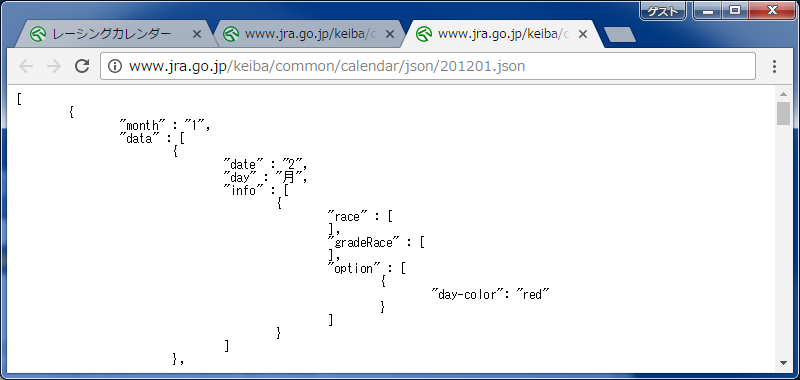 ゲスト
レーシングカレンダー
www.jra.go.jp/keiba/c
www.jra.go.jp/keiba/c
www.jra.go.jp/keiba/common/calendar/json/201201.json
[
{
"month" : "1",
"data" : [
{
"date" : "2",
"day" : "月",
"info" : [
{
"race" : [
],
"gradeRace" : [
],
"option" : [
{
"day-color": "red"
}
]
}
]
},